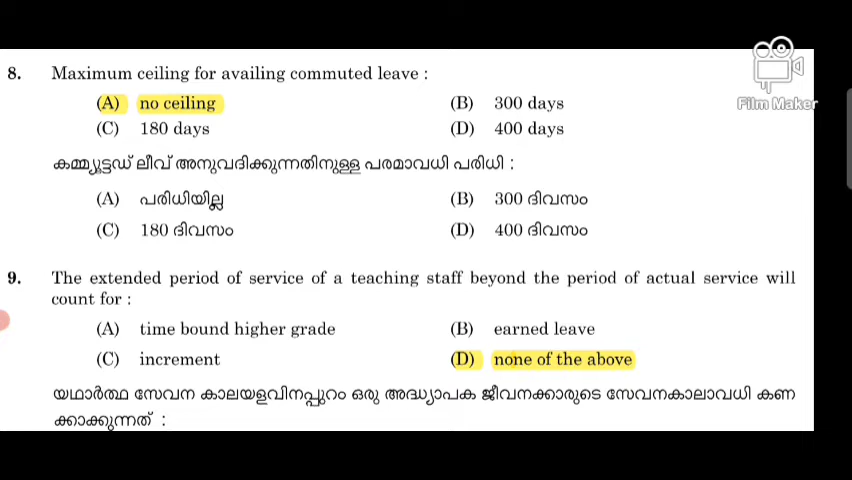 8. Maximum ceiling for availing commuted leave :
(A) no ceiling (B) 300 days
(C) 180 days (D) 400 days
കമ്മ്യൂട്ടഡ് ലീവ് അനുവദിക്കുന്നതിനുള്ള പരമാവധി പരിധി :
(A) പരിധിയില്ല (B) 300 ദിവസം
(C) 180 ദിവസം (D) 400 ദിവസം
9. The extended period of service of a teaching staff beyond the period of actual service will
count for :
(A) time bound higher grade (B) earned leave
(C) increment (D) none of the above
യഥാർത്ഥ സേവന കാലയളവിനപ്പുറം ഒരു അദ്ധ്യാപക ജീവനക്കാരുടെ സേവനകാലാവധി കണ
ക്കാക്കുന്നത് :
Film Maker